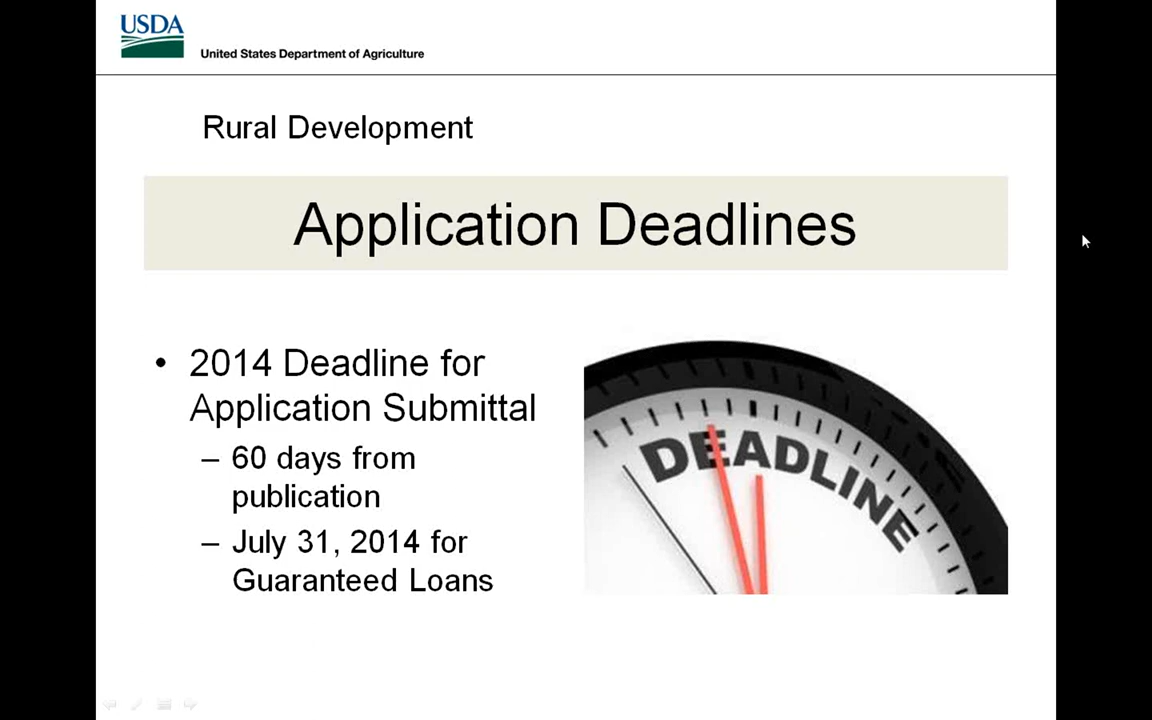 USDA
United States Department of Agriculture
Rural Development
Application Deadlines
• 2014 Deadline for
Application Submittal
– 60 days from
publication
– July 31, 2014 for
Guaranteed Loans
DEADLINE